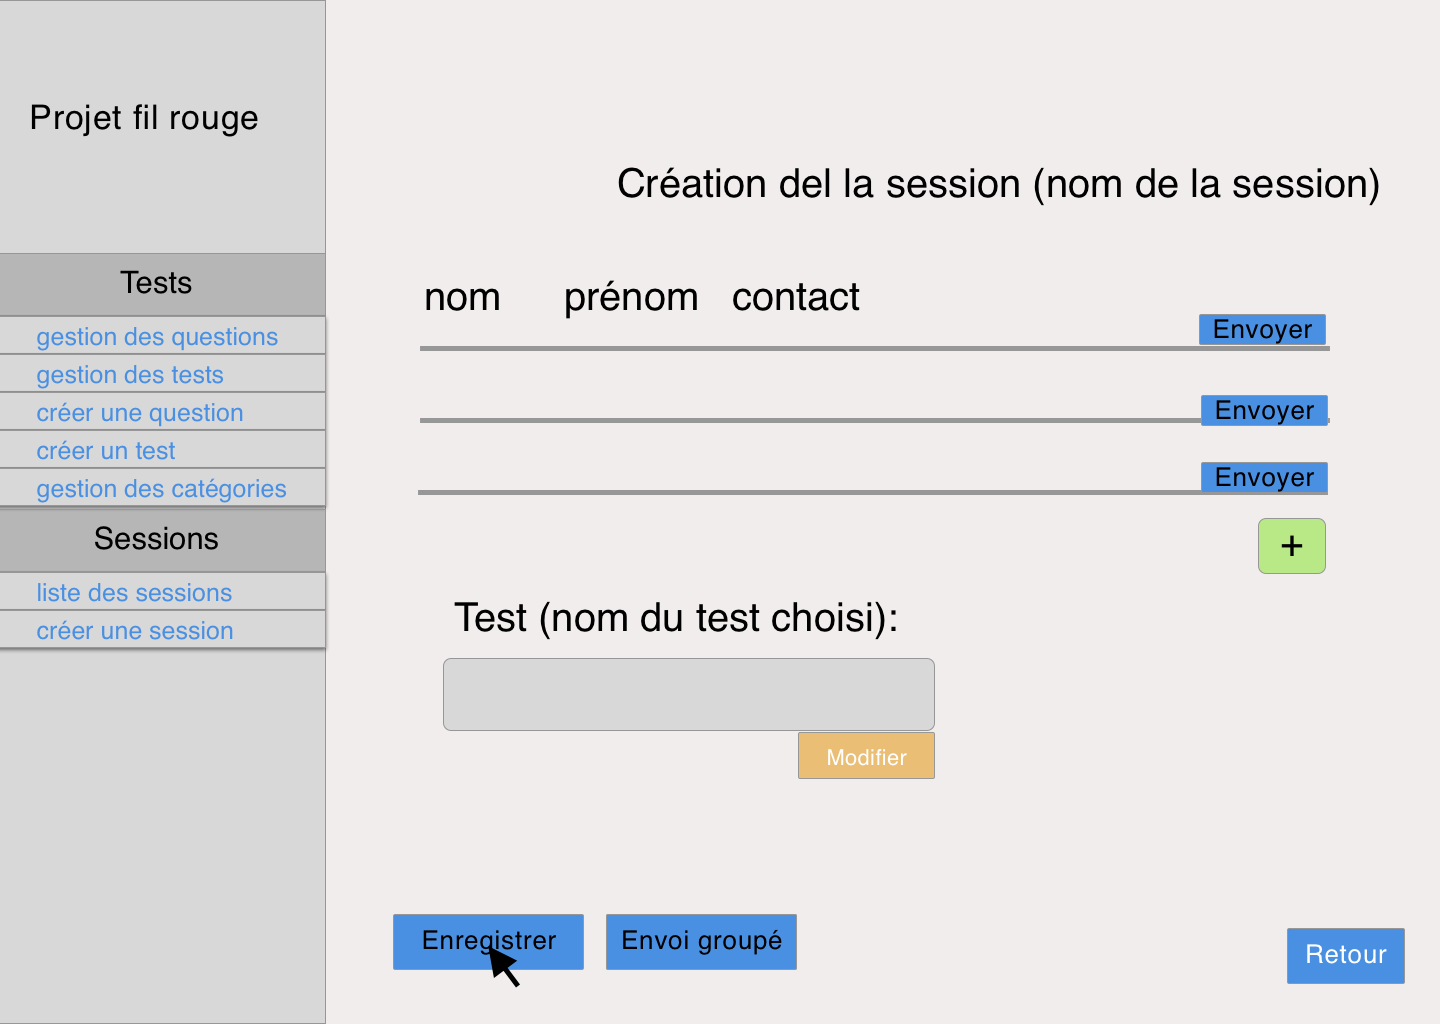 Projet fil rouge
Tests
gestion des questions
gestion des tests
créer une question
créer un test
gestion des catégories
Sessions
liste des sessions
créer une session
Création del la session (nom de la session)
nom prénom contact
Envoyer
Envoyer
Envoyer
+
Test (nom du test choisi):
Modifier
Enregistrer
Envoi groupé
Retour